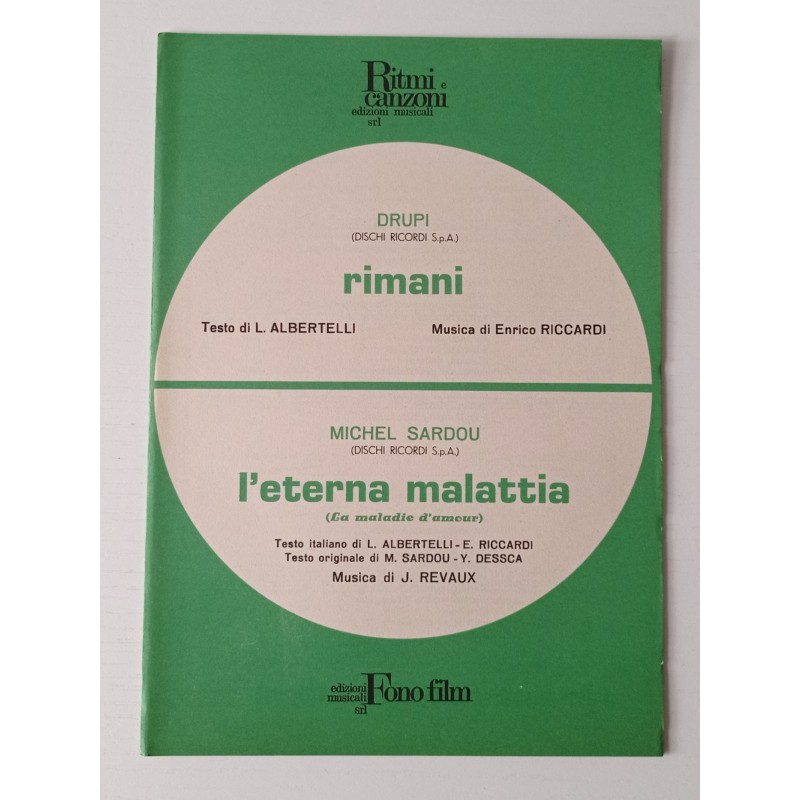 Ritmi e
canzoni
edizioni musicali
srl
DRUPI
(DISCHI RICORDI S.p.A.)
rimani
Testo di L. ALBERTELLI Musica di Enrico RICCARDI
MICHEL SARDOU
(DISCHI RICORDI S.p.A.)
l'eterna malattia
(La maladie d'amour)
Testo italiano di L. ALBERTELLI - E. RICCARDI
Testo originale di M. SARDOU - Y. DESSCA
Musica di J. REVAUX
edizioni
musicali
srl
Fono film